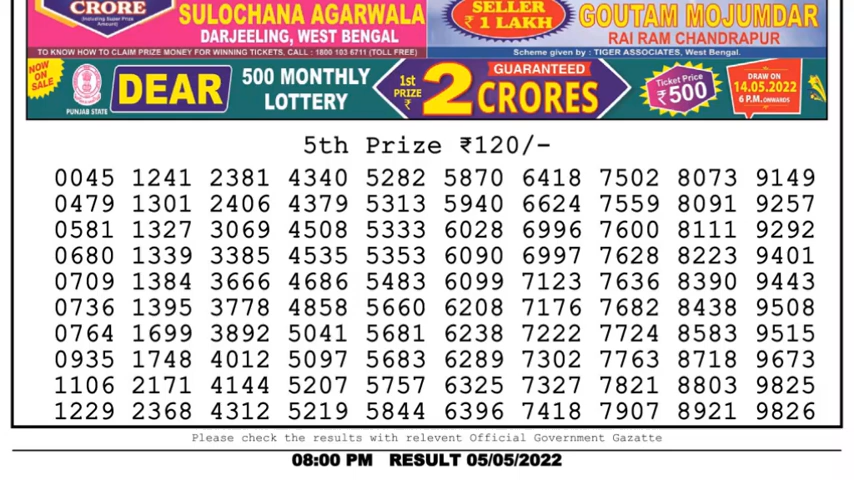 CRORE
(Including Super Prize Amount)
SULOCHANA AGARWALA
DARJEELING, WEST BENGAL
TO KNOW HOW TO CLAIM PRIZE MONEY FOR WINNING TICKETS, CALL : 1800 103 6711 (TOLL FREE)
SELLER
₹ 1 LAKH
GOUTAM MOJUMDAR
RAI RAM CHANDRAPUR
Scheme given by : TIGER ASSOCIATES, West Bengal.
NOW
ON
SALE
PUNJAB STATE
DEAR
500 MONTHLY
LOTTERY
1st
PRIZE
₹
2 CRORES
GUARANTEED
Ticket Price
₹500
DRAW ON
14.05.2022
6 P.M. ONWARDS
5th Prize ₹120/-
0045 1241 2381 4340 5282 5870 6418 7502 8073 9149
0479 1301 2406 4379 5313 5940 6624 7559 8091 9257
0581 1327 3069 4508 5333 6028 6996 7600 8111 9292
0680 1339 3385 4535 5353 6090 6997 7628 8223 9401
0709 1384 3666 4686 5483 6099 7123 7636 8390 9443
0736 1395 3778 4858 5660 6208 7176 7682 8438 9508
0764 1699 3892 5041 5681 6238 7222 7724 8583 9515
0935 1748 4012 5097 5683 6289 7302 7763 8718 9673
1106 2171 4144 5207 5757 6325 7327 7821 8803 9825
1229 2368 4312 5219 5844 6396 7418 7907 8921 9826
Please check the results with relevent Official Government Gazatte
08:00 PM RESULT 05/05/2022